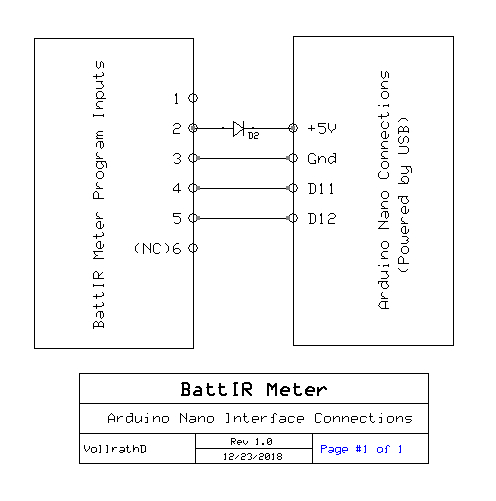 BattIR Meter Program Inputs
1
2
3
4
5
(NC)6
D2
+5V
Gnd
D11
D12
Arduino Nano Connections
(Powered by USB)
BattIR Meter
Arduino Nano Interface Connections
VollrathD
Rev 1.0
12/23/2018
Page #1 of 1